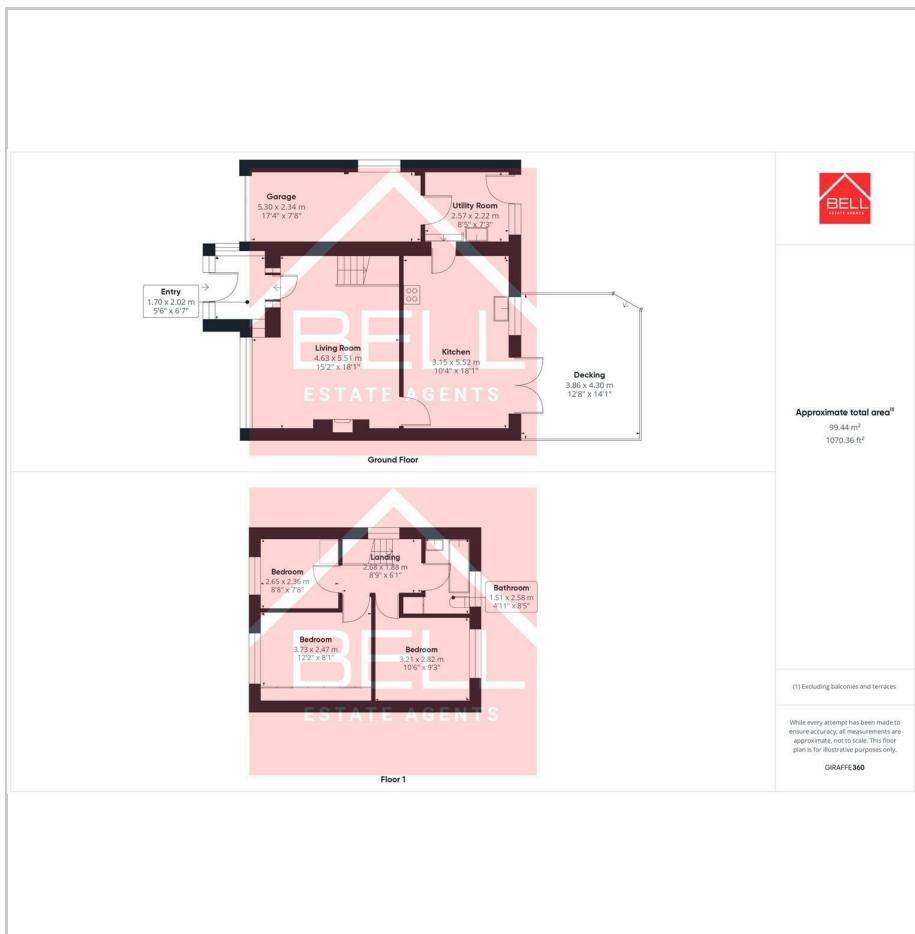 Garage
5.30 x 2.34 m
17'4" x 7'8"
Utility Room
2.57 x 2.22 m
8'5" x 7'3"
Entry
1.70 x 2.02 m
5'6" x 6'7"
Living Room
4.63 x 5.51 m
15'2" x 18'1"
Kitchen
3.15 x 5.52 m
10'4" x 18'1"
Decking
3.86 x 4.30 m
12'8" x 14'1"
BELL
ESTATE AGENTS
Ground Floor
Landing
2.68 x 1.88 m
8'9" x 6'1"
Bedroom
2.65 x 2.36 m
8'8" x 7'8"
Bathroom
1.51 x 2.58 m
4'11" x 8'5"
Bedroom
3.73 x 2.47 m
12'2" x 8'1"
Bedroom
3.21 x 2.82 m
10'6" x 9'3"
BELL
ESTATE AGENTS
Floor 1
BELL
ESTATE AGENTS
Approximate total area⁽¹⁾
99.44 m²
1070.36 ft²
(1) Excluding balconies and terraces
While every attempt has been made to
ensure accuracy, all measurements are
approximate, not to scale. This floor
plan is for illustrative purposes only.
GIRAFFE360